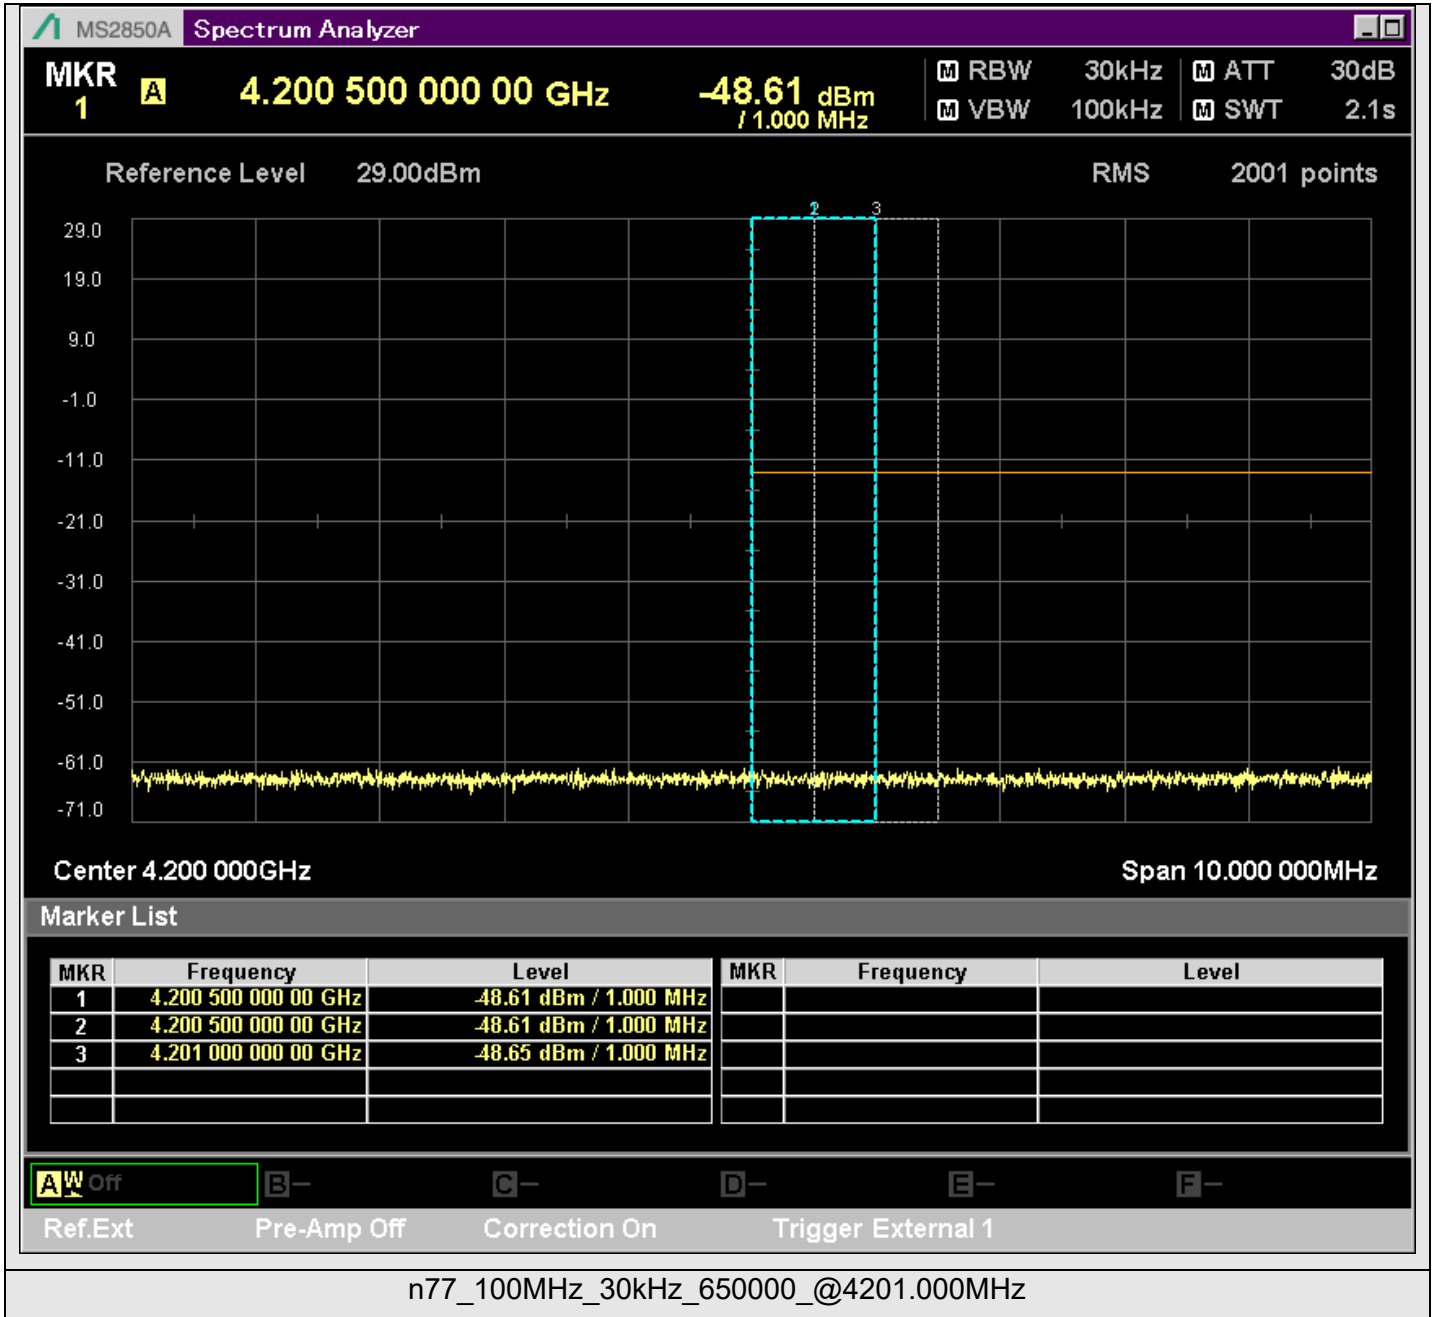 MS2850A Spectrum Analyzer
MKR 1 A 4.200 500 000 00 GHz -48.61 dBm / 1.000 MHz
M RBW 30kHz M ATT 30dB
M VBW 100kHz M SWT 2.1s
Reference Level 29.00dBm RMS 2001 points
2 3
29.0
19.0
9.0
-1.0
-11.0
-21.0
-31.0
-41.0
-51.0
-61.0
-71.0
Center 4.200 000GHz Span 10.000 000MHz
Marker List
MKR Frequency Level MKR Frequency Level
1 4.200 500 000 00 GHz -48.61 dBm / 1.000 MHz
2 4.200 500 000 00 GHz -48.61 dBm / 1.000 MHz
3 4.201 000 000 00 GHz -48.65 dBm / 1.000 MHz
A W Off B - C - D - E - F -
Ref.Ext Pre-Amp Off Correction On Trigger External 1
n77_100MHz_30kHz_650000_@4201.000MHz